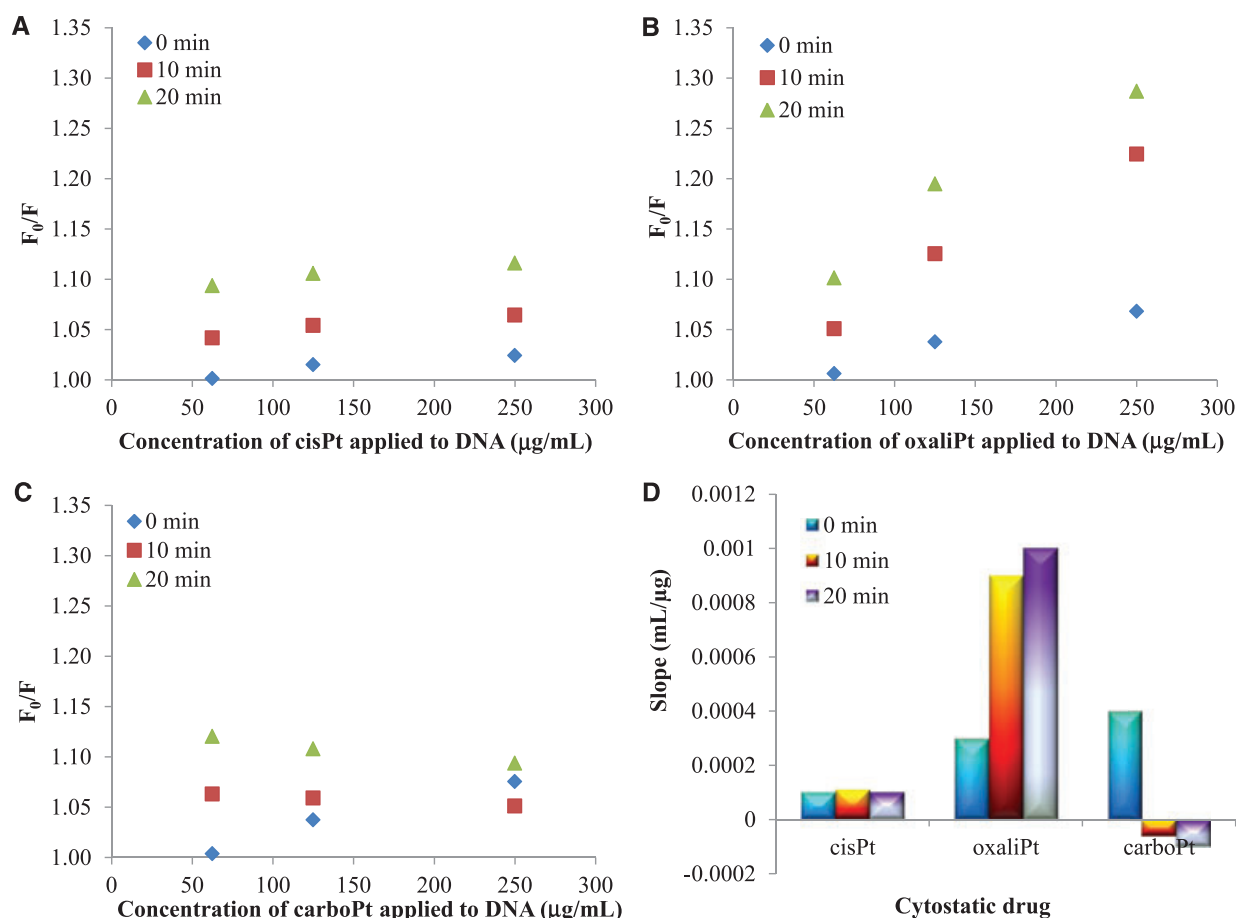 A
0 min
10 min
20 min
1.35
1.30
1.25
1.20
1.15
1.10
1.05
1.00
F0/F
0 50 100 150 200 250 300
Concentration of cisPt applied to DNA (μg/mL)
B
0 min
10 min
20 min
1.35
1.30
1.25
1.20
1.15
1.10
1.05
1.00
F0/F
0 50 100 150 200 250 300
Concentration of oxaliPt applied to DNA (μg/mL)
C
0 min
10 min
20 min
1.35
1.30
1.25
1.20
1.15
1.10
1.05
1.00
F0/F
0 50 100 150 200 250 300
Concentration of carboPt applied to DNA (μg/mL)
D
0 min
10 min
20 min
0.0012
0.001
0.0008
0.0006
0.0004
0.0002
0
-0.0002
Slope (mL/μg)
cisPt oxaliPt carboPt
Cytostatic drug